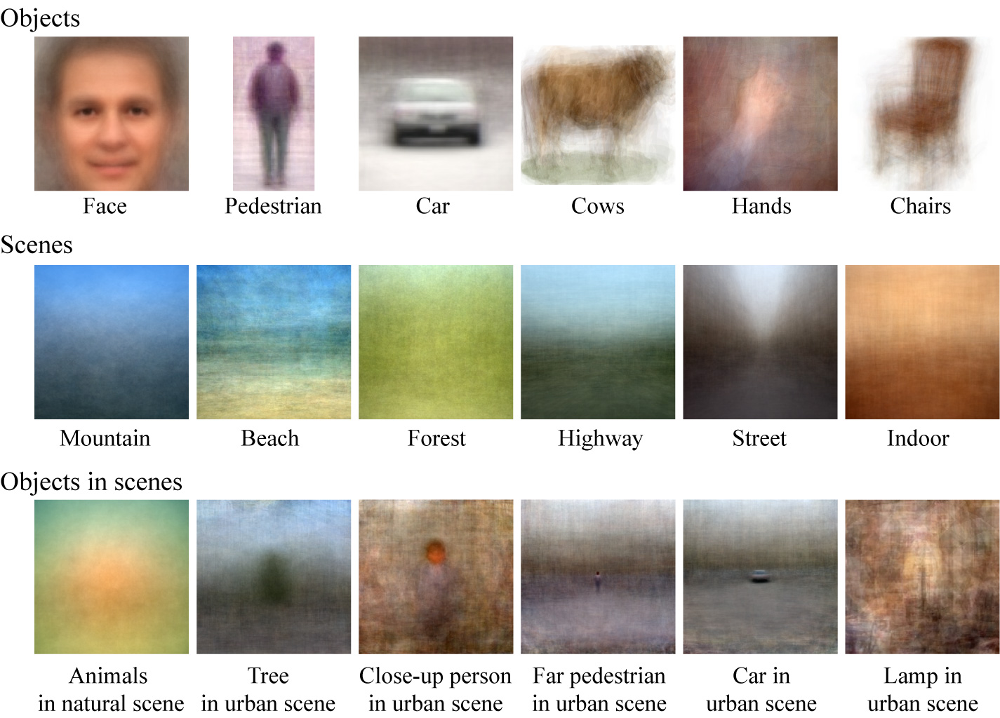 Objects
Face Pedestrian Car Cows Hands Chairs
Scenes
Mountain Beach Forest Highway Street Indoor
Objects in scenes
Animals Tree Close-up person Far pedestrian Car in Lamp in
in natural scene in urban scene in urban scene in urban scene urban scene urban scene